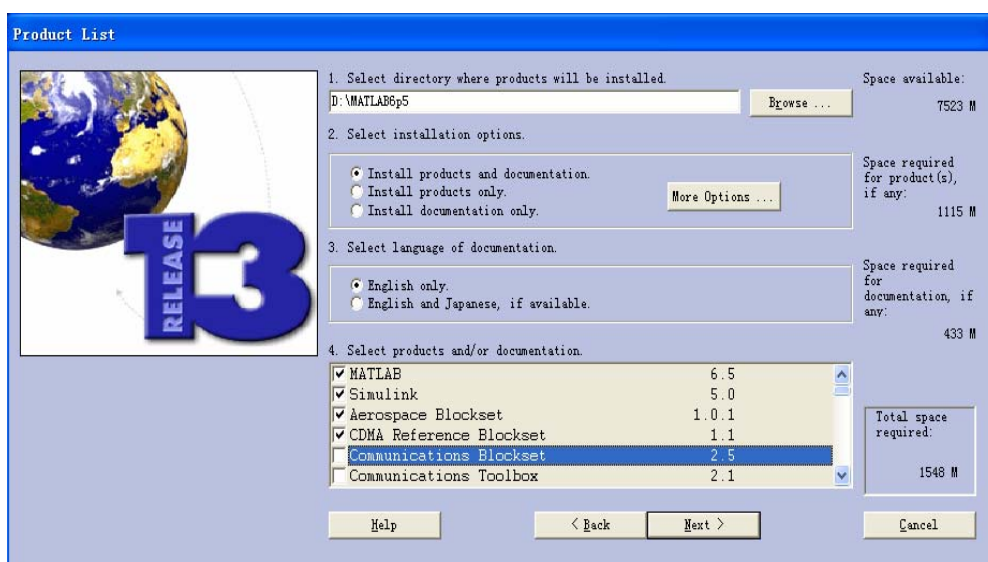 Product List
RELEASE
13
1. Select directory where products will be installed.
D:\MATLAB6p5
Browse ...
2. Select installation options.
Install products and documentation.
Install products only.
Install documentation only.
More Options ...
3. Select language of documentation.
English only.
English and Japanese, if available.
4. Select products and/or documentation.
MATLAB 6.5
Simulink 5.0
Aerospace Blockset 1.0.1
CDMA Reference Blockset 1.1
Communications Blockset 2.5
Communications Toolbox 2.1
Space available:
7523 M
Space required
for product(s),
if any:
1115 M
Space required
for
documentation, if
any:
433 M
Total space
required:
1548 M
Help
< Back
Next >
Cancel